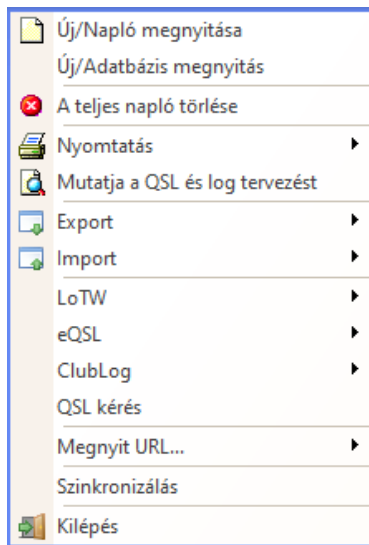 Új/Napló megnyitása
Új/Adatbázis megnyitás
A teljes napló törlése
Nyomtatás
Mutatja a QSL és log tervezést
Export
Import
LoTW
eQSL
ClubLog
QSL kérés
Megnyit URL...
Szinkronizálás
Kilépés